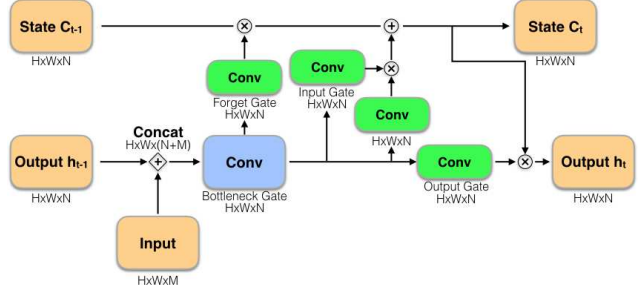 State Cₜ₋₁
HxWxN
×
+
State Cₜ
HxWxN
Conv
Forget Gate
HxWxN
Conv
Input Gate
HxWxN
×
Conv
HxWxN
Output hₜ₋₁
HxWxN
Concat
HxWx(N+M)
+
Conv
Bottleneck Gate
HxWxN
Conv
Output Gate
HxWxN
×
Output hₜ
HxWxN
Input
HxWxM